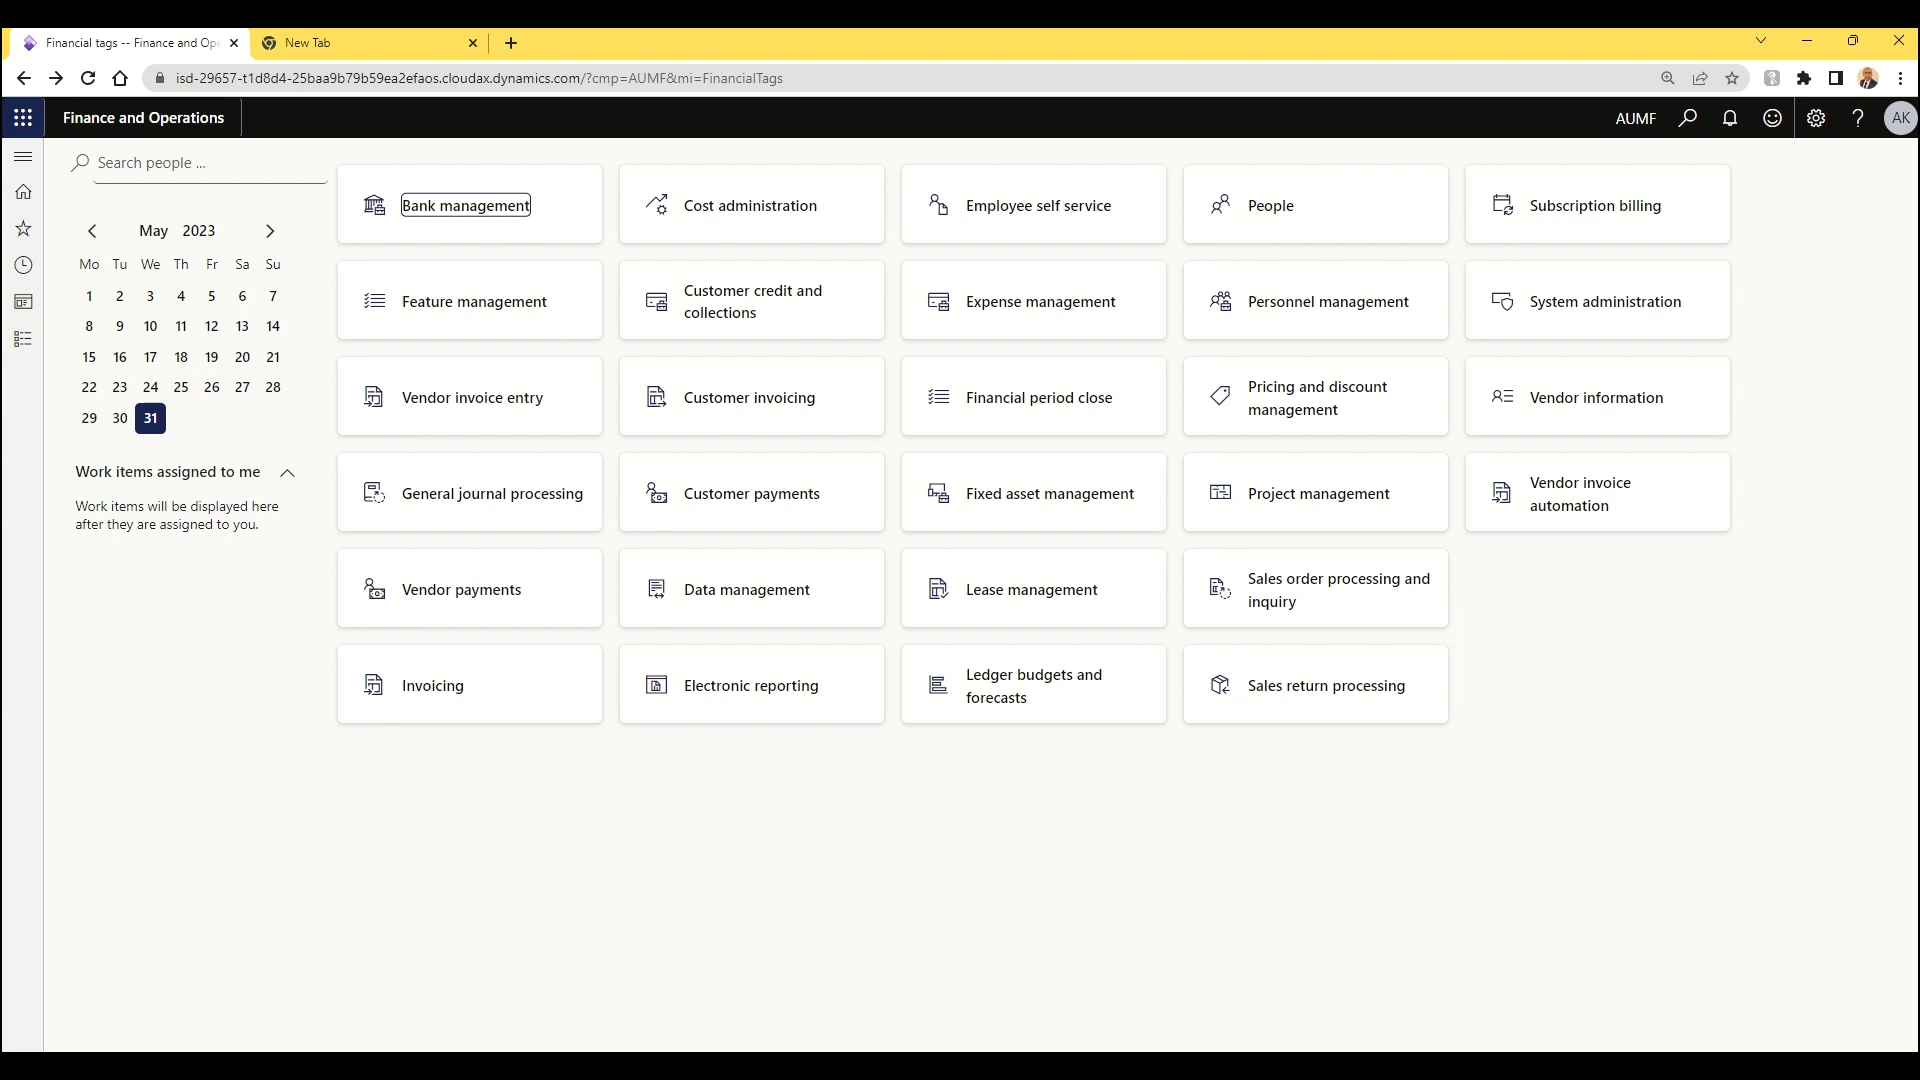 Financial tags -- Finance and Ope
New Tab
isd-29657-t1d8d4-25baa9b79b59ea2efaos.cloudax.dynamics.com/?cmp=AUMF&mi=FinancialTags
Finance and Operations
AUMF
AK
Search people ...
May 2023
Mo Tu We Th Fr Sa Su
1 2 3 4 5 6 7
8 9 10 11 12 13 14
15 16 17 18 19 20 21
22 23 24 25 26 27 28
29 30 31
Work items assigned to me
Work items will be displayed here
after they are assigned to you.
Bank management
Cost administration
Employee self service
People
Subscription billing
Feature management
Customer credit and
collections
Expense management
Personnel management
System administration
Vendor invoice entry
Customer invoicing
Financial period close
Pricing and discount
management
Vendor information
General journal processing
Customer payments
Fixed asset management
Project management
Vendor invoice
automation
Vendor payments
Data management
Lease management
Sales order processing and
inquiry
Invoicing
Electronic reporting
Ledger budgets and
forecasts
Sales return processing